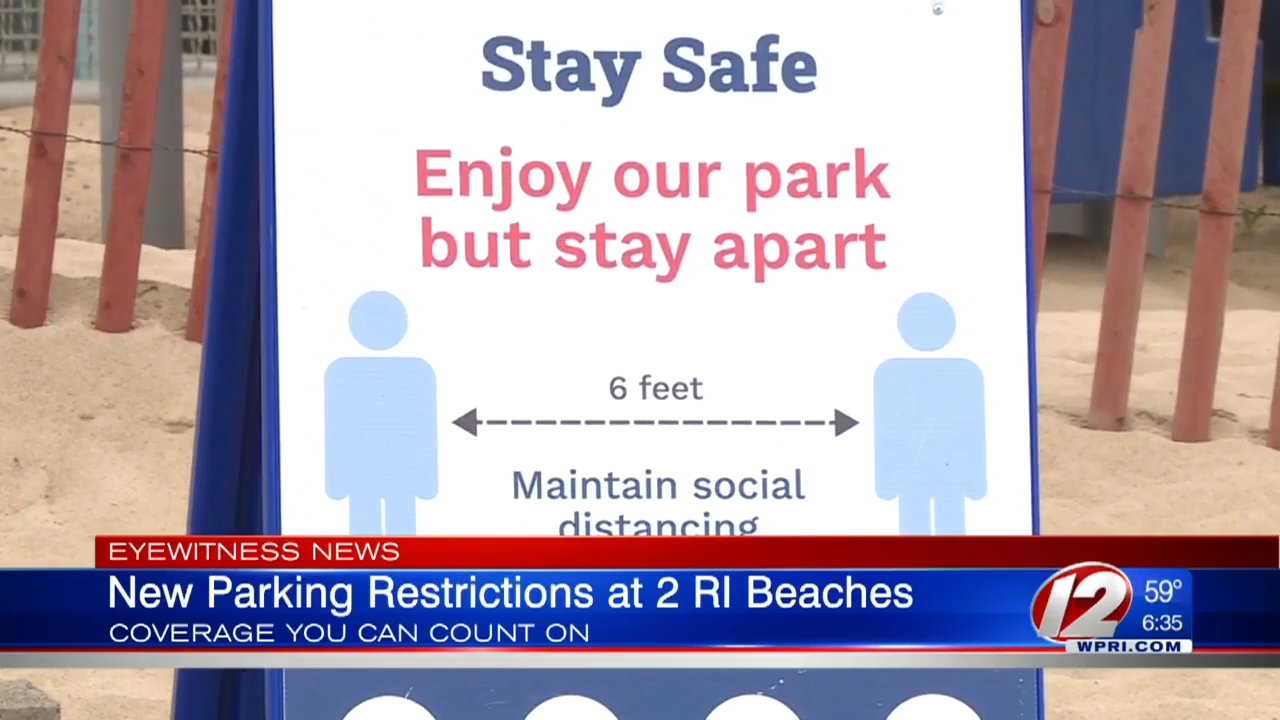 Stay Safe
Enjoy our park
but stay apart
6 feet
Maintain social
distancing
EYEWITNESS NEWS
New Parking Restrictions at 2 RI Beaches
COVERAGE YOU CAN COUNT ON
12
59°
6:35
WPRI.COM